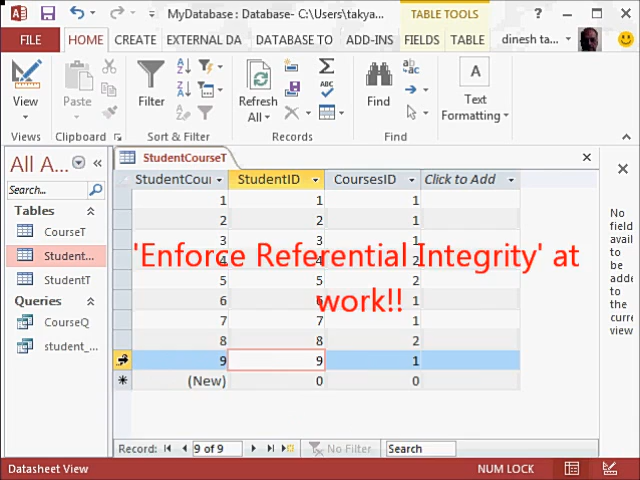 MyDatabase : Database- C:\Users\takya...
TABLE TOOLS
FILE HOME CREATE EXTERNAL DA DATABASE TO ADD-INS FIELDS TABLE dinesh ta...
View Paste Filter Refresh All Find Text Formatting
ABC
ab ac
A
Views Clipboard Sort & Filter Records
All A... «
Search...
Tables
CourseT
Student...
StudentT
Queries
CourseQ
student_...
StudentCourseT
StudentCour StudentID CoursesID Click to Add
1 1 1
2 2 1
3 3 1
4 4 2
5 5 2
6 6 1
7 7 1
8 8 2
9 9 1
(New) 0 0
'Enforce Referential Integrity' at
work!!
No
field
avail
to
be
adde
to
the
curre
view
Record: 9 of 9 No Filter Search
Datasheet View NUM LOCK